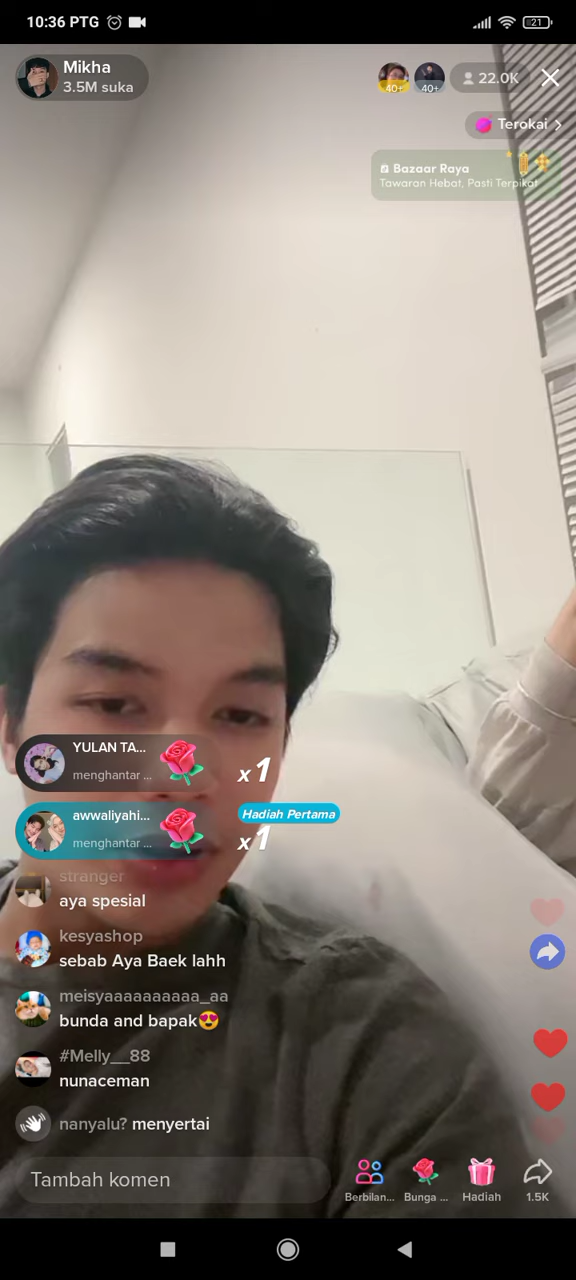 10:36 PTG
21
Mikha
3.5M suka
40+
40+
22.0K
Terokai
Bazaar Raya
Tawaran Hebat, Pasti Terpikat
YULAN TA...
menghantar ...
x1
awwaliyahi...
menghantar ...
Hadiah Pertama
x1
stranger
aya spesial
kesyashop
sebab Aya Baek lahh
meisyaaaaaaaaaa_aa
bunda and bapak😍
#Melly__88
nunaceman
nanyalu? menyertai
Tambah komen
Berbilan...
Bunga ...
Hadiah
1.5K